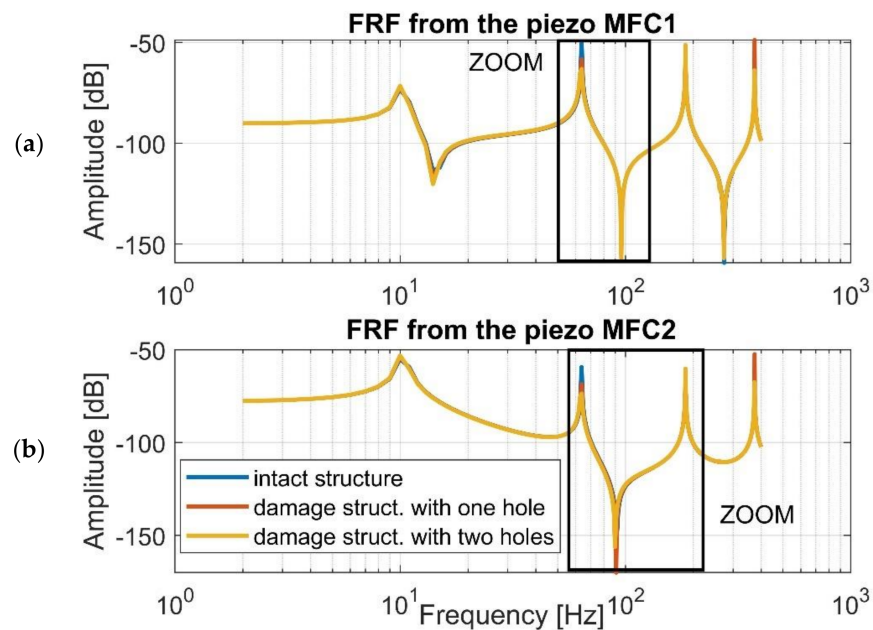 FRF from the piezo MFC1
(a)
Amplitude [dB]
-50
-100
-150
ZOOM
10^0
10^1
10^2
10^3
FRF from the piezo MFC2
(b)
Amplitude [dB]
-50
-100
-150
intact structure
damage struct. with one hole
damage struct. with two holes
ZOOM
10^0
10^1
10^2
10^3
Frequency [Hz]